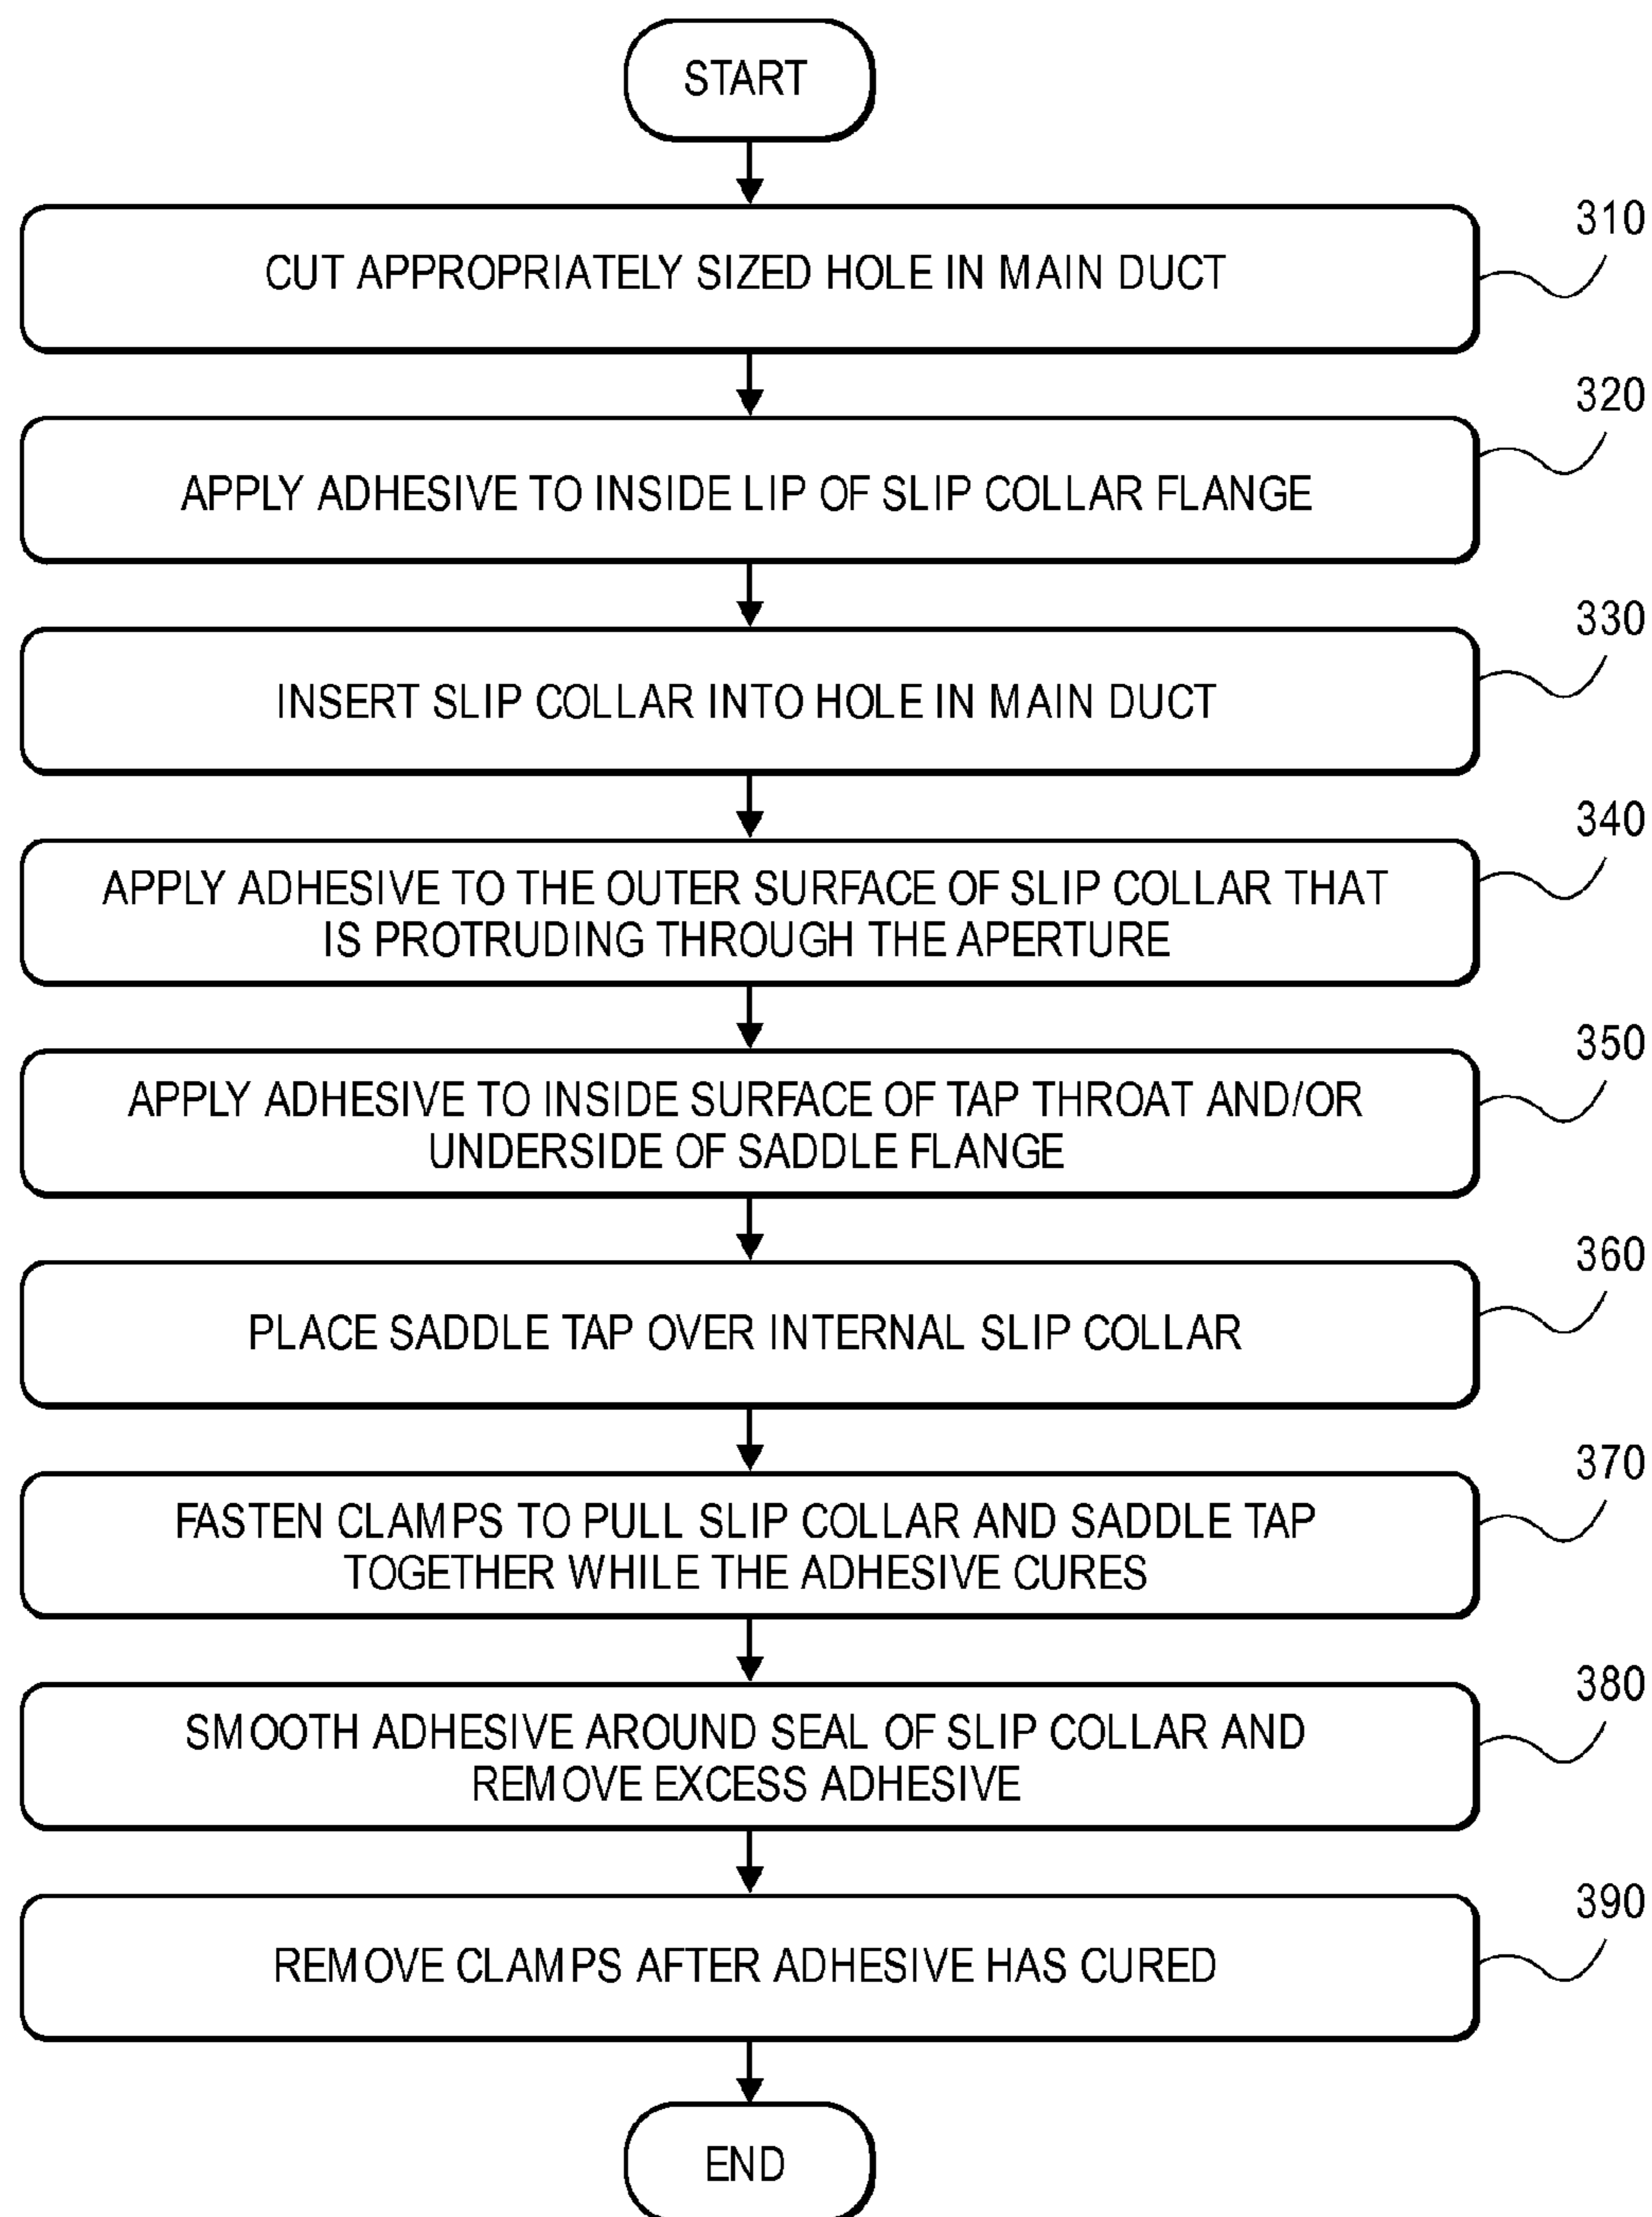 START
310
CUT APPROPRIATELY SIZED HOLE IN MAIN DUCT
320
APPLY ADHESIVE TO INSIDE LIP OF SLIP COLLAR FLANGE
330
INSERT SLIP COLLAR INTO HOLE IN MAIN DUCT
340
APPLY ADHESIVE TO THE OUTER SURFACE OF SLIP COLLAR THAT
IS PROTRUDING THROUGH THE APERTURE
350
APPLY ADHESIVE TO INSIDE SURFACE OF TAP THROAT AND/OR
UNDERSIDE OF SADDLE FLANGE
360
PLACE SADDLE TAP OVER INTERNAL SLIP COLLAR
370
FASTEN CLAMPS TO PULL SLIP COLLAR AND SADDLE TAP
TOGETHER WHILE THE ADHESIVE CURES
380
SMOOTH ADHESIVE AROUND SEAL OF SLIP COLLAR AND
REMOVE EXCESS ADHESIVE
390
REMOVE CLAMPS AFTER ADHESIVE HAS CURED
END